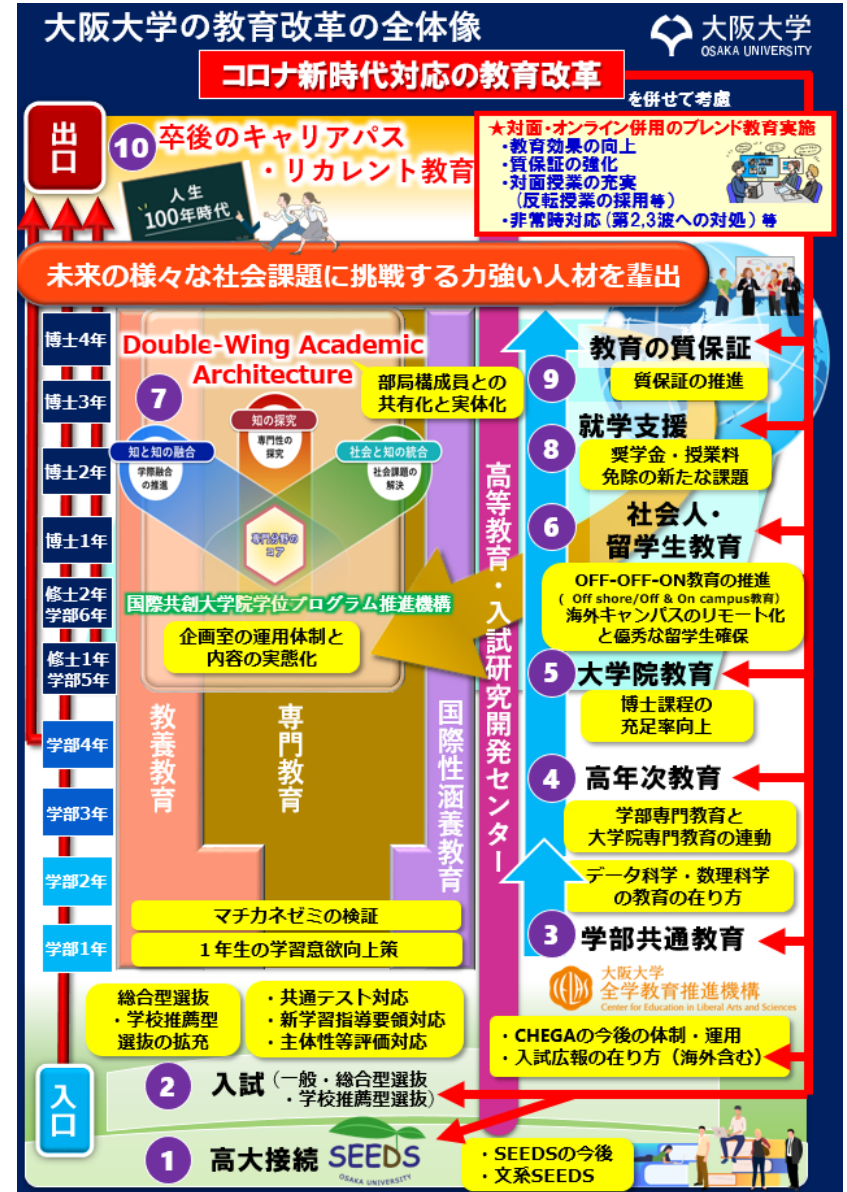 大阪大学の教育改革の全体像
大阪大学
OSAKA UNIVERSITY
コロナ新時代対応の教育改革
を併せて考慮
出口
10 卒後のキャリアパス
・リカレント教育
人生
100年時代
★対面・オンライン併用のブレンド教育実施
・教育効果の向上
・質保証の強化
・対面授業の充実
(反転授業の採用等)
・非常時対応(第2,3波への対処)等
未来の様々な社会課題に挑戦する力強い人材を輩出
博士4年
博士3年
博士2年
博士1年
修士2年
学部6年
修士1年
学部5年
学部4年
学部3年
学部2年
学部1年
Double-Wing Academic
Architecture
7
部局構成員との
共有化と実体化
知の探究
専門性の
探究
知と知の融合
学際融合
の推進
社会と知の統合
社会課題の
解決
専門分野の
コア
国際共創大学院学位プログラム推進機構
企画室の運用体制と
内容の実態化
教養教育
専門教育
国際性涵養教育
高等教育・入試研究開発センター
教育の質保証
9
質保証の推進
就学支援
8
奨学金・授業料
免除の新たな課題
6
社会人・
留学生教育
OFF-OFF-ON教育の推進
( Off shore/Off & On campus教育)
海外キャンパスのリモート化
と優秀な留学生確保
5 大学院教育
博士課程の
充足率向上
4 高年次教育
学部専門教育と
大学院専門教育の連動
データ科学・数理科学
の教育の在り方
3 学部共通教育
マチカネゼミの検証
１年生の学習意欲向上策
CELAS
大阪大学
全学教育推進機構
Center for Education in Liberal Arts and Sciences
総合型選抜
・学校推薦型
選抜の拡充
・共通テスト対応
・新学習指導要領対応
・主体性等評価対応
・CHEGAの今後の体制・運用
・入試広報の在り方（海外含む）
入口
2 入試(一般・総合型選抜
・学校推薦型選抜)
1 高大接続 SEEDS
OSAKA UNIVERSITY
・SEEDSの今後
・文系SEEDS